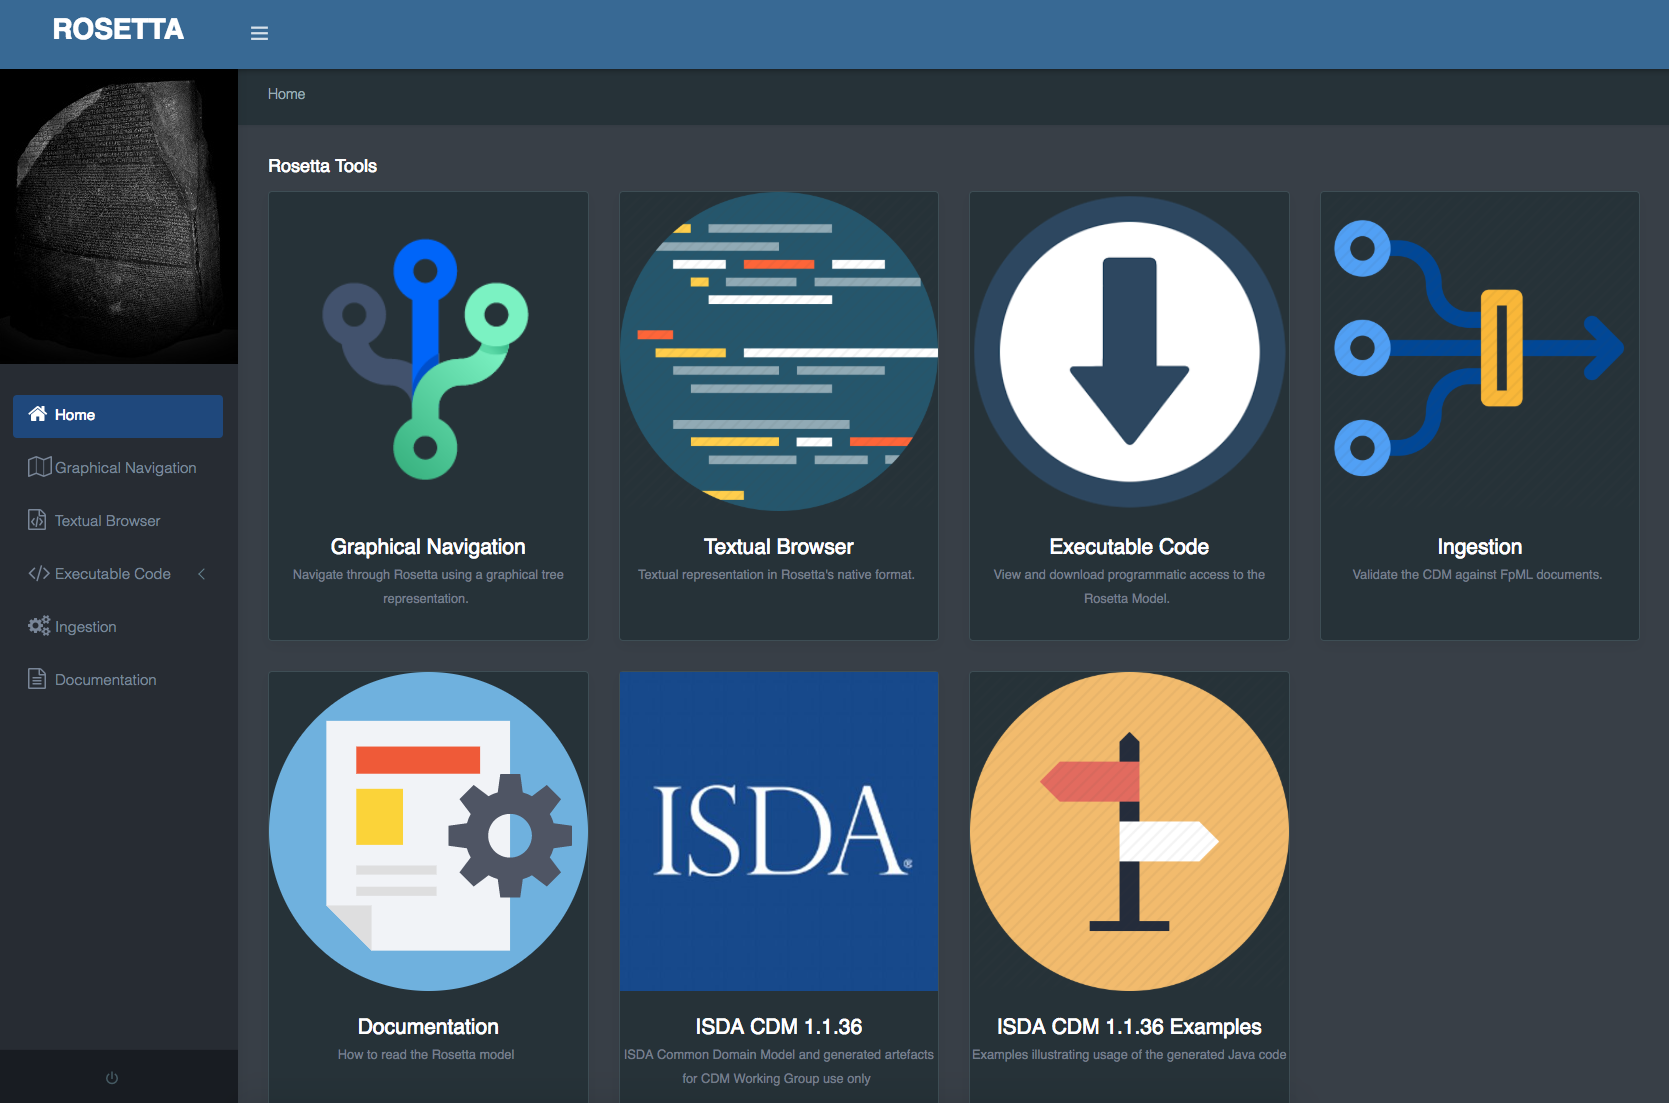 ROSETTA
Home
Home
Graphical Navigation
Textual Browser
Executable Code
Ingestion
Documentation
Rosetta Tools
Graphical Navigation
Navigate through Rosetta using a graphical tree
representation.
Textual Browser
Textual representation in Rosetta's native format.
Executable Code
View and download programmatic access to the
Rosetta Model.
Ingestion
Validate the CDM against FpML documents.
Documentation
How to read the Rosetta model
ISDA®
ISDA CDM 1.1.36
ISDA Common Domain Model and generated artefacts
for CDM Working Group use only
ISDA CDM 1.1.36 Examples
Examples illustrating usage of the generated Java code